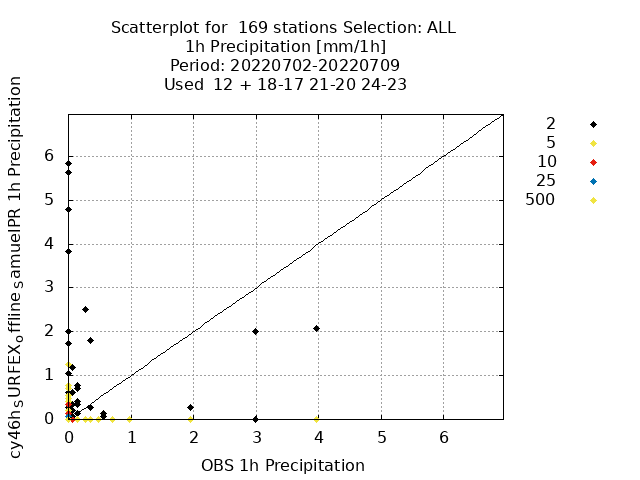 Scatterplot for  169 stations Selection: ALL
1h Precipitation [mm/1h]
Period: 20220702-20220709
Used  12 + 18-17 21-20 24-23
cy46hsURFEXoffline samuelPR 1h Precipitation
6
5
4
3
2
1
0
0 1 2 3 4 5 6
OBS 1h Precipitation
2
5
10
25
500